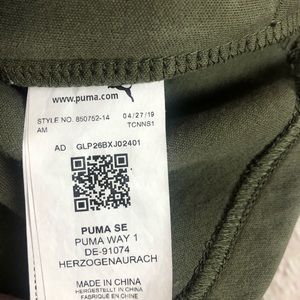 www.puma.com
STYLE NO. 850752-14 04/27/19
AM TCNNS1
AD GLP26BXJ02401
PUMA SE
PUMA WAY 1
DE-91074
HERZOGENAURACH
MADE IN CHINA
HERGESTELLT IN CHINA
FABRIQUÉ EN CHINE